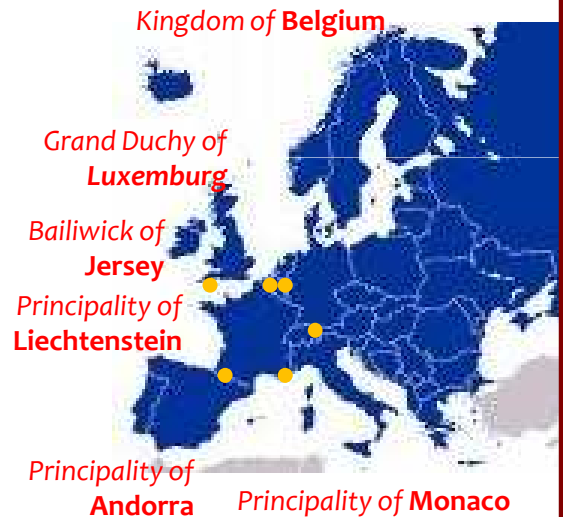 Kingdom of Belgium
Grand Duchy of
Luxemburg
Bailiwick of
Jersey
Principality of
Liechtenstein
Principality of
Andorra
Principality of Monaco